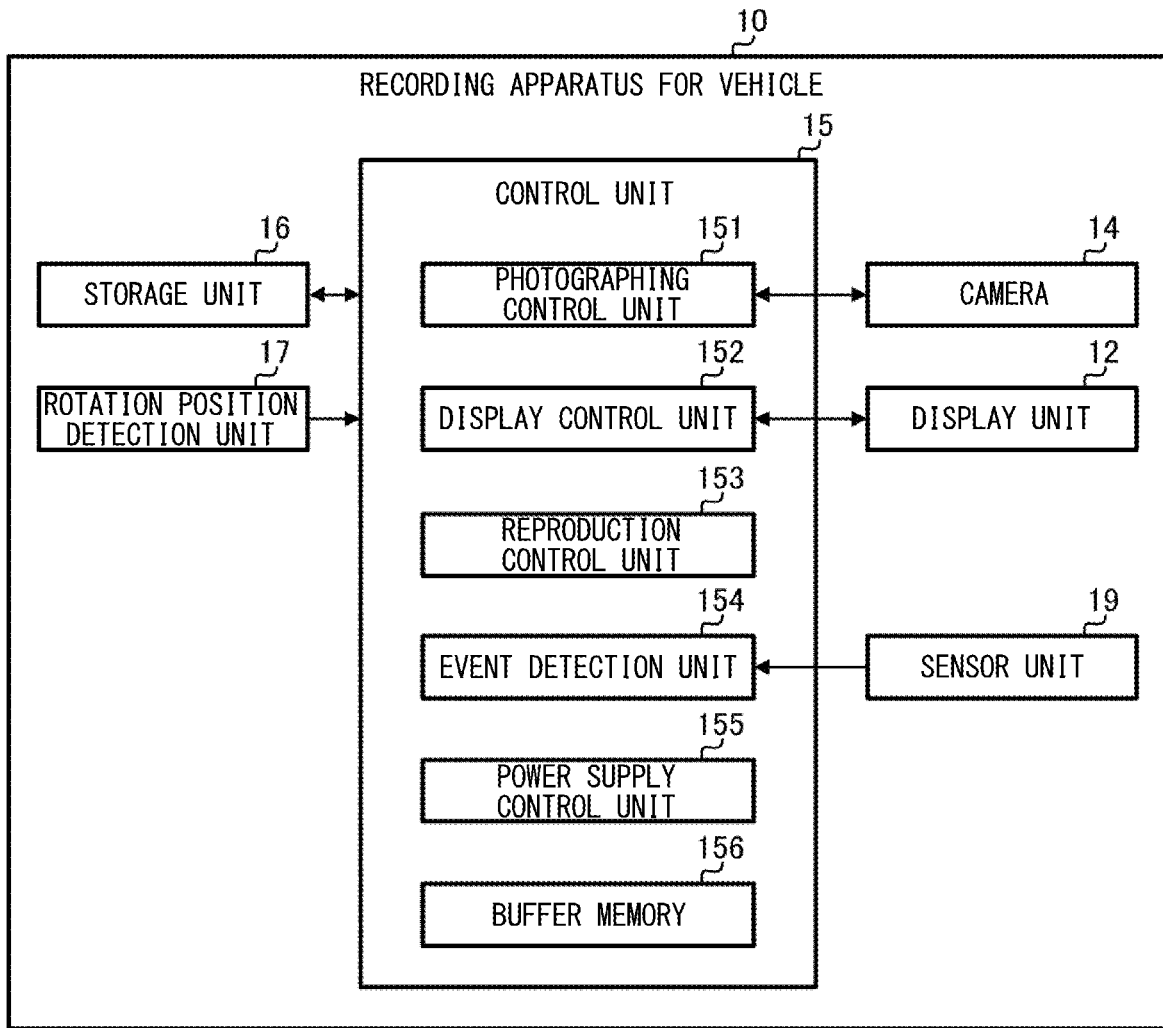 10
RECORDING APPARATUS FOR VEHICLE
15
CONTROL UNIT
16
STORAGE UNIT
151
PHOTOGRAPHING
CONTROL UNIT
14
CAMERA
17
ROTATION POSITION
DETECTION UNIT
152
DISPLAY CONTROL UNIT
12
DISPLAY UNIT
153
REPRODUCTION
CONTROL UNIT
154
EVENT DETECTION UNIT
19
SENSOR UNIT
155
POWER SUPPLY
CONTROL UNIT
156
BUFFER MEMORY